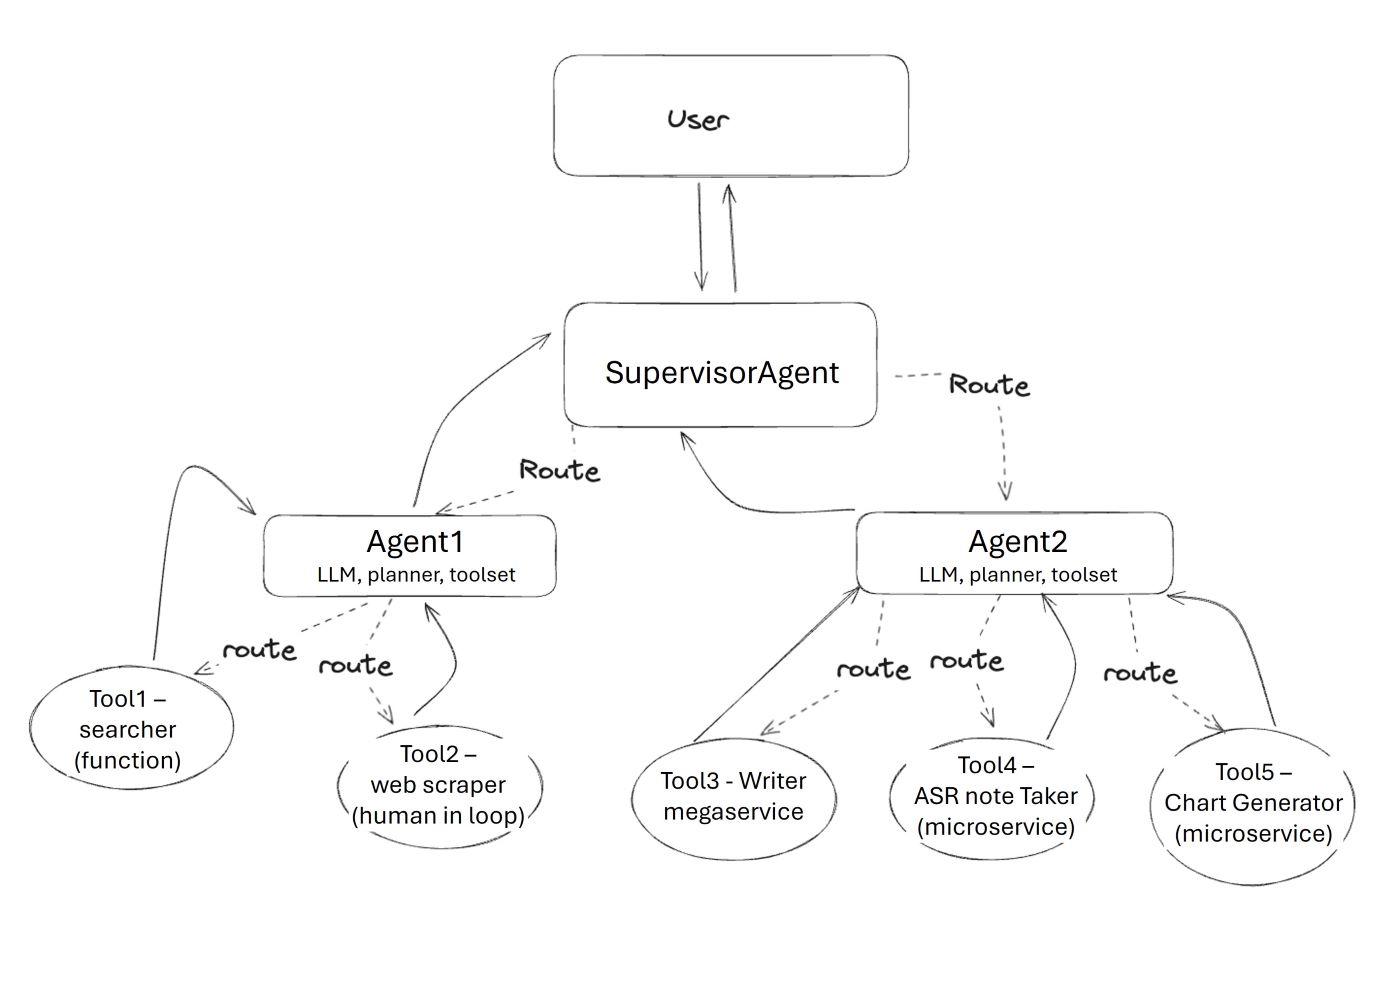 User
SupervisorAgent
Route
Route
Agent1
LLM, planner, toolset
Agent2
LLM, planner, toolset
route
route
route
route
route
Tool1 –
searcher
(function)
Tool2 –
web scraper
(human in loop)
Tool3 - Writer
megaservice
Tool4 –
ASR note Taker
(microservice)
Tool5 –
Chart Generator
(microservice)